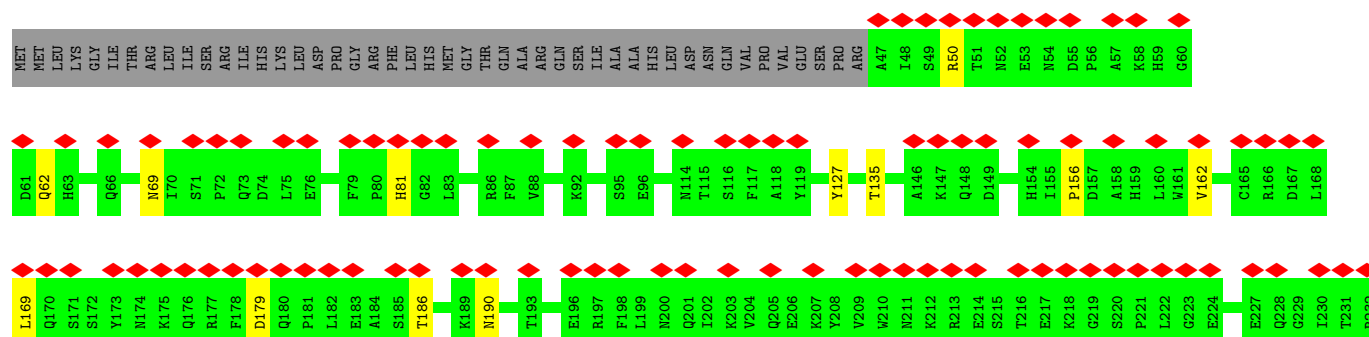 MET MET LEU LYS GLY ILE THR ARG LEU ILE SER ARG ILE HIS LYS LEU ASP PRO GLY ARG PHE LEU HIS MET GLY THR GLN ALA ARG GLN SER ILE ALA ALA HIS LEU ASP ASN GLN VAL PRO VAL GLU SER PRO ARG A47 I48 S49 R50 T51 N52 E53 N54 D55 P56 A57 K58 H59 G60
D61 Q62 H63 Q66 N69 I70 S71 P72 Q73 D74 L75 E76 F79 P80 H81 G82 L83 R86 F87 V88 K92 S95 E96 N114 T115 S116 F117 A118 Y119 Y127 T135 A146 K147 Q148 D149 H154 I155 P156 D157 A158 H159 L160 W161 V162 C165 R166 D167 L168
L169 Q170 S171 S172 Y173 N174 K175 Q176 R177 F178 D179 Q180 P181 L182 E183 A184 S185 T186 K189 N190 T193 E196 R197 F198 L199 N200 Q201 I202 K203 V204 Q205 E206 K207 Y208 V209 W210 N211 K212 R213 E214 S215 T216 E217 K218 G219 S220 P221 L222 G223 E224 E227 Q228 G229 I230 T231